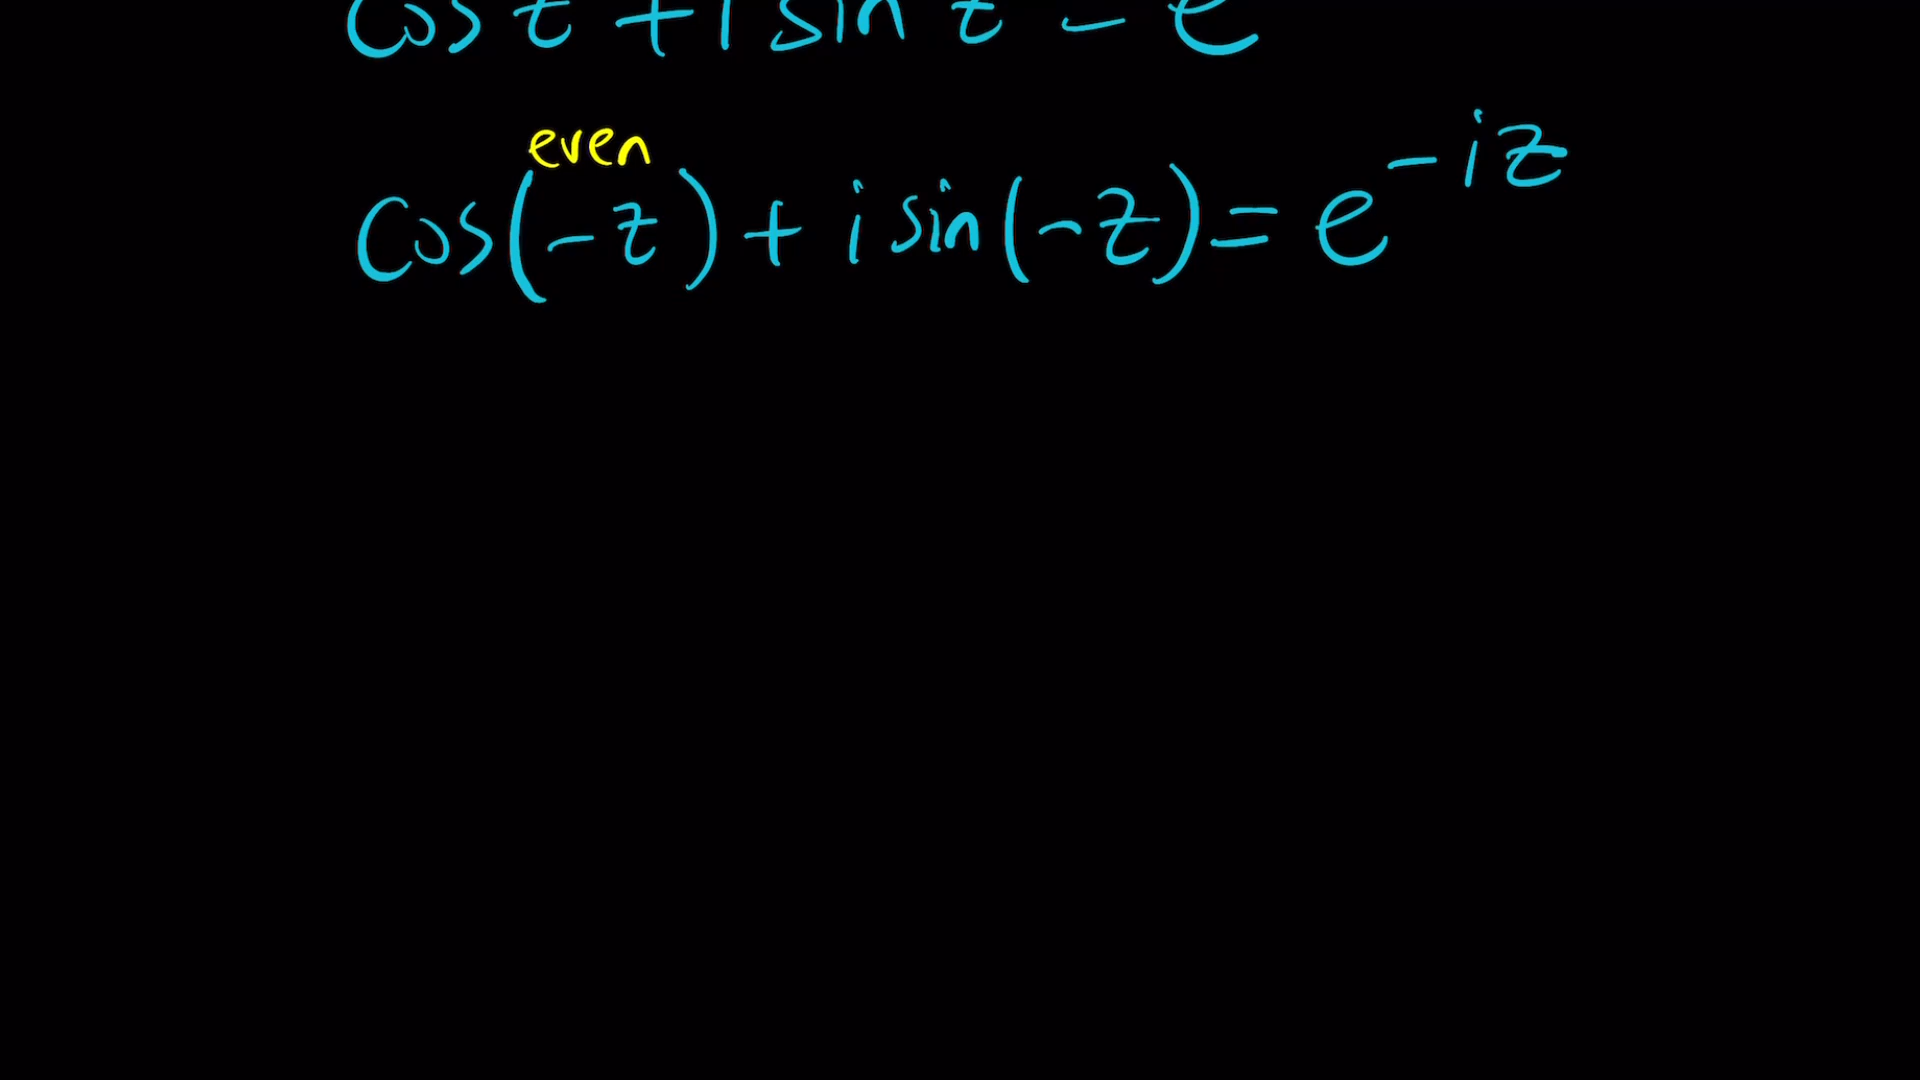 cos z + i sin z = e
even
cos(-z) + i sin(-z) = e^-iz